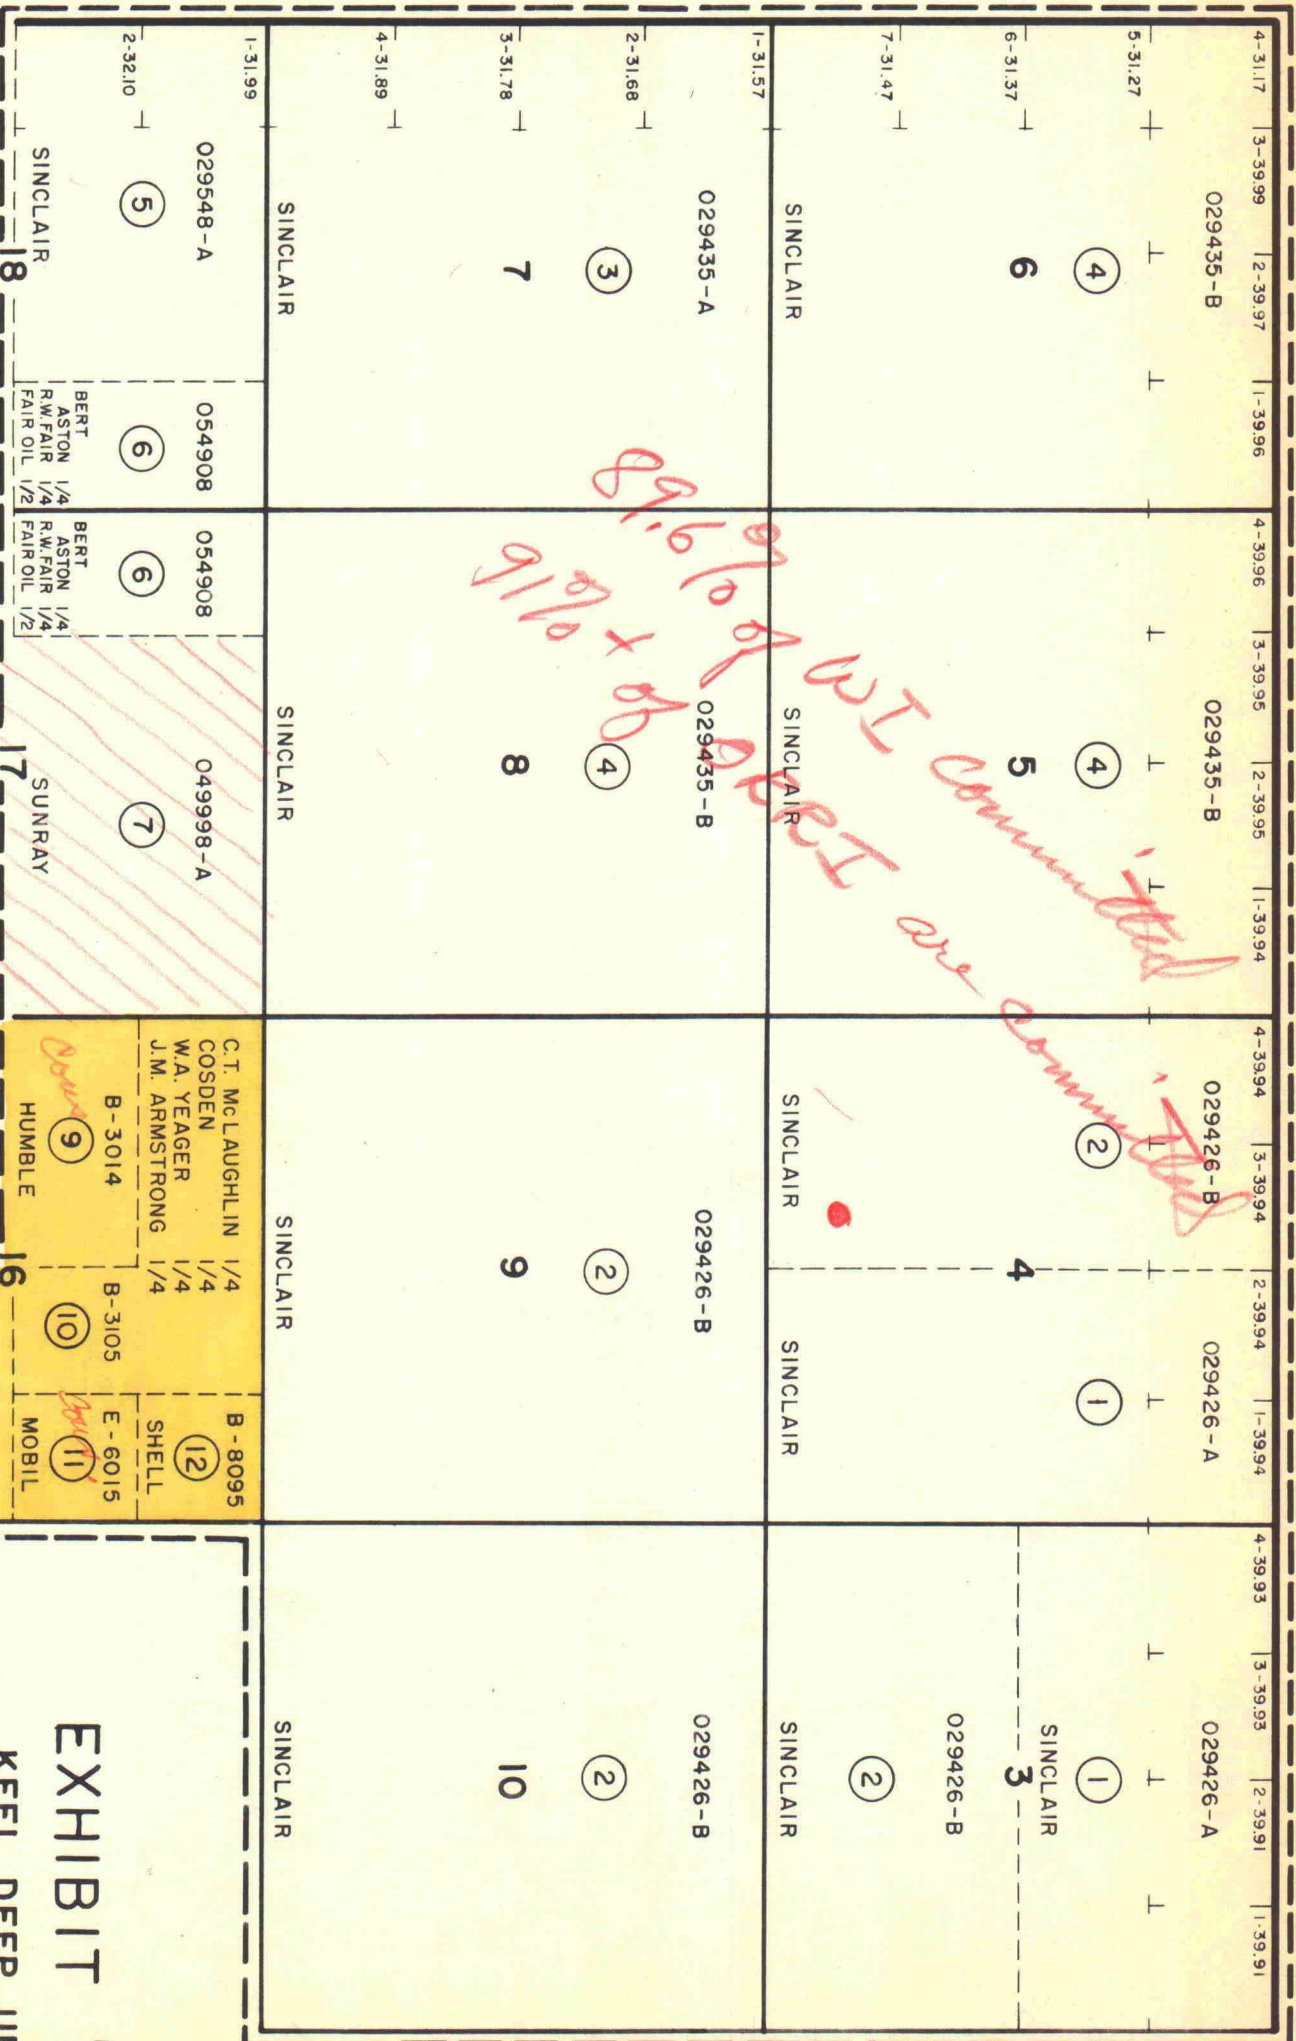 4-31.17
3-39.99
2-39.97
1-39.96
4-39.96
3-39.95
2-39.95
1-39.94
4-39.94
3-39.94
2-39.94
1-39.94
4-39.93
3-39.93
2-39.91
1-39.91
5-31.27
6-31.37
7-31.47
029435-B
4
6
SINCLAIR
029435-B
4
5
SINCLAIR
029426-B
2
4
SINCLAIR
029426-A
1
SINCLAIR
029426-A
1
SINCLAIR
3
029426-B
2
SINCLAIR
89.6% of WI committed
91% + of ORRI are committed
1-31.57
2-31.68
3-31.78
4-31.89
029435-A
3
7
SINCLAIR
029435-B
4
8
SINCLAIR
029426-B
2
9
SINCLAIR
029426-B
2
10
SINCLAIR
1-31.99
2-32.10
029548-A
5
SINCLAIR
18
054908
6
BERT
ASTON 1/4
R.W. FAIR 1/4
FAIR OIL 1/2
054908
6
BERT
ASTON 1/4
R.W. FAIR 1/4
FAIR OIL 1/2
049998-A
7
SUNRAY
17
C.T. McLAUGHLIN 1/4
COSDEN 1/4
W.A. YEAGER 1/4
J.M. ARMSTRONG 1/4
B-3014
9
HUMBLE
B-3105
10
16
B-8095
12
SHELL
E-6015
11
MOBIL
EXHIBIT
KEEL DEEP